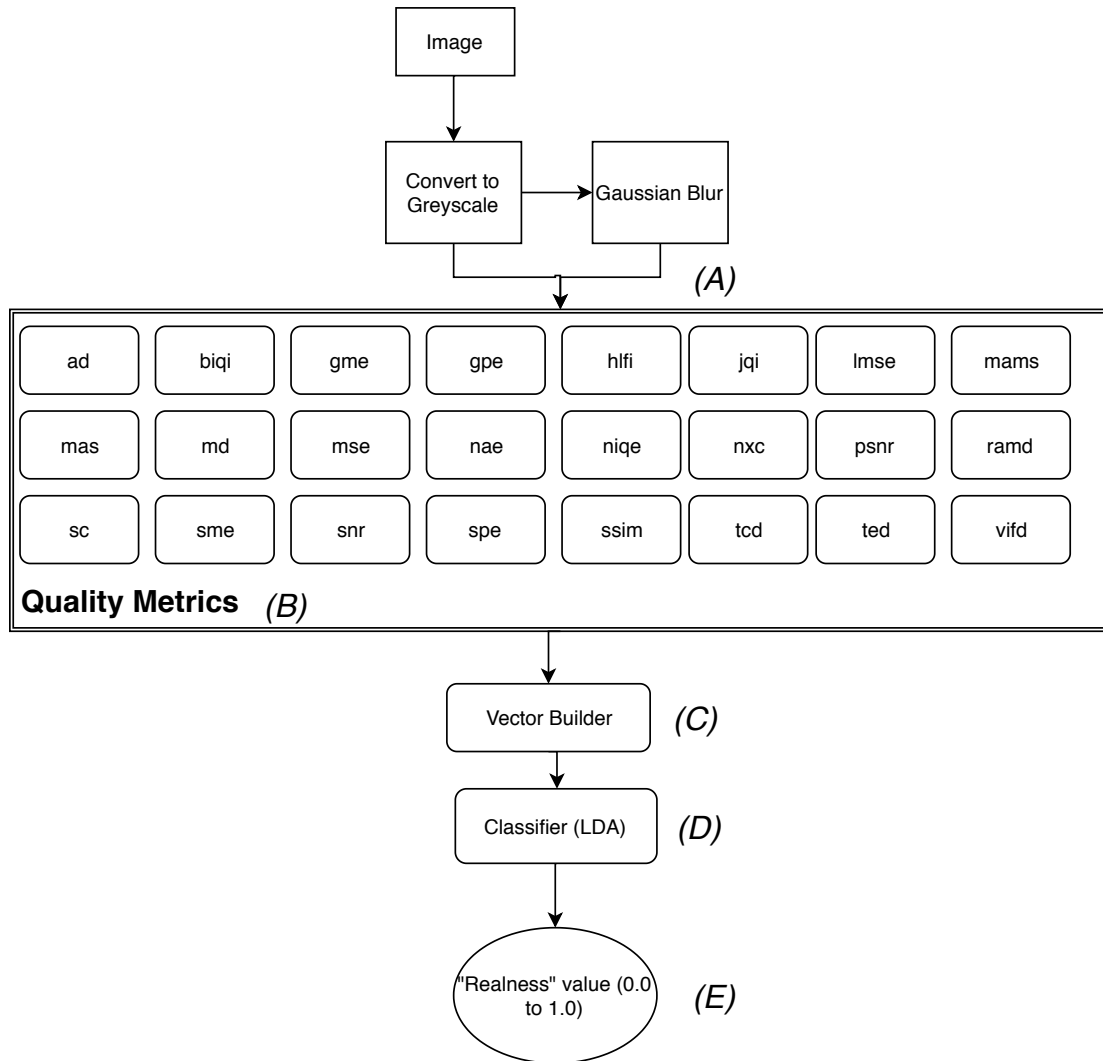 Image
Convert to
Greyscale
Gaussian Blur
(A)
ad biqi gme gpe hlfi jqi lmse mams
mas md mse nae niqe nxc psnr ramd
sc sme snr spe ssim tcd ted vifd
Quality Metrics (B)
Vector Builder (C)
Classifier (LDA) (D)
"Realness" value (0.0
to 1.0)
(E)